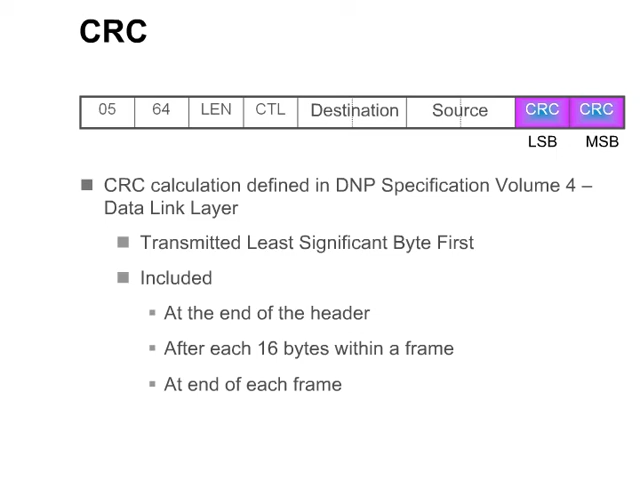 CRC
05 64 LEN CTL Destination Source CRC CRC
LSB MSB
CRC calculation defined in DNP Specification Volume 4 –
Data Link Layer
Transmitted Least Significant Byte First
Included
At the end of the header
After each 16 bytes within a frame
At end of each frame